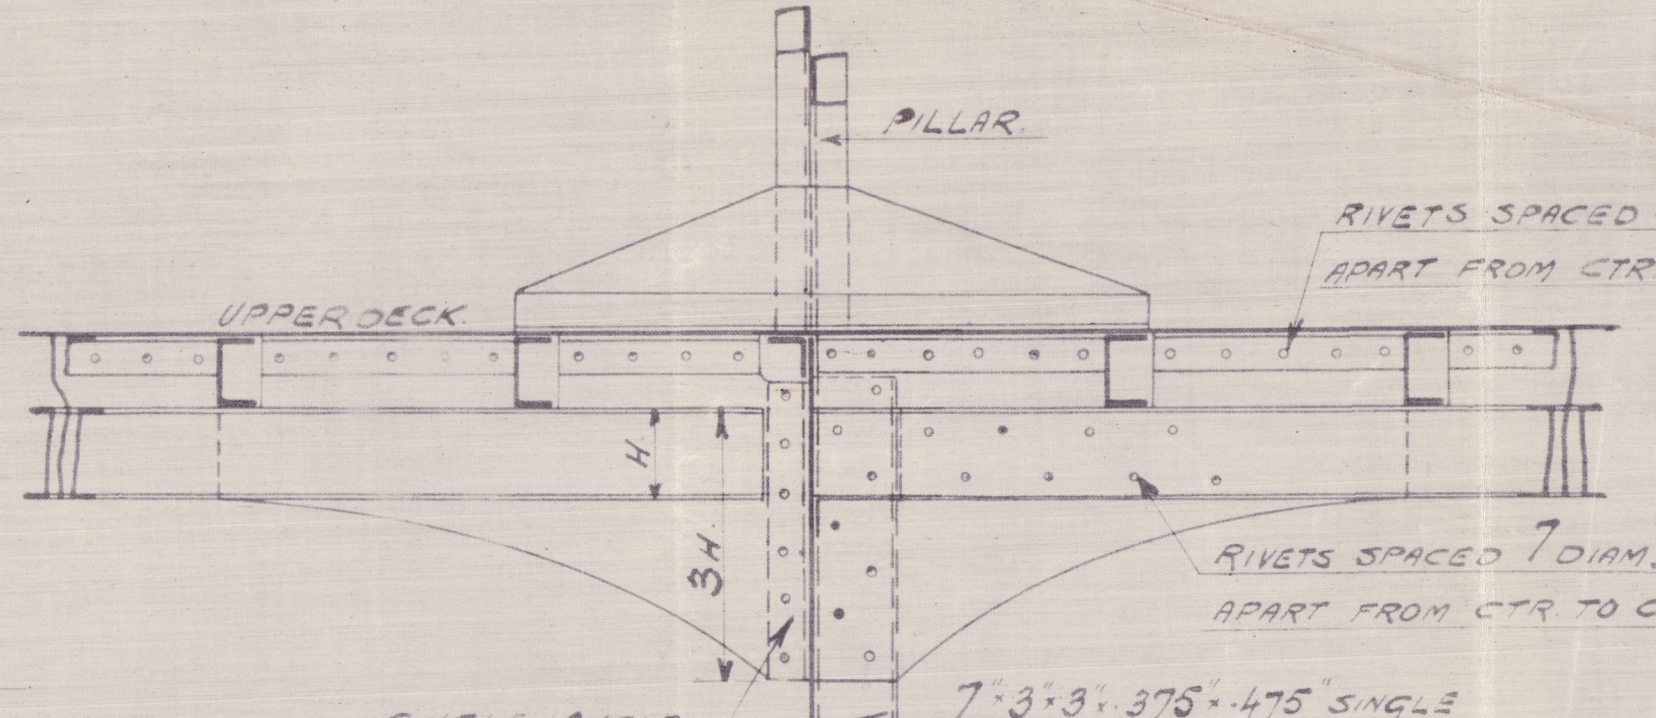 PILLAR.
RIVETS SPACED
APART FROM CTR.
UPPER DECK.
H.
3H.
RIVETS SPACED 7 DIAM.
APART FROM CTR. TO C
7" × 3" × 3" × .375" × .475" SINGLE